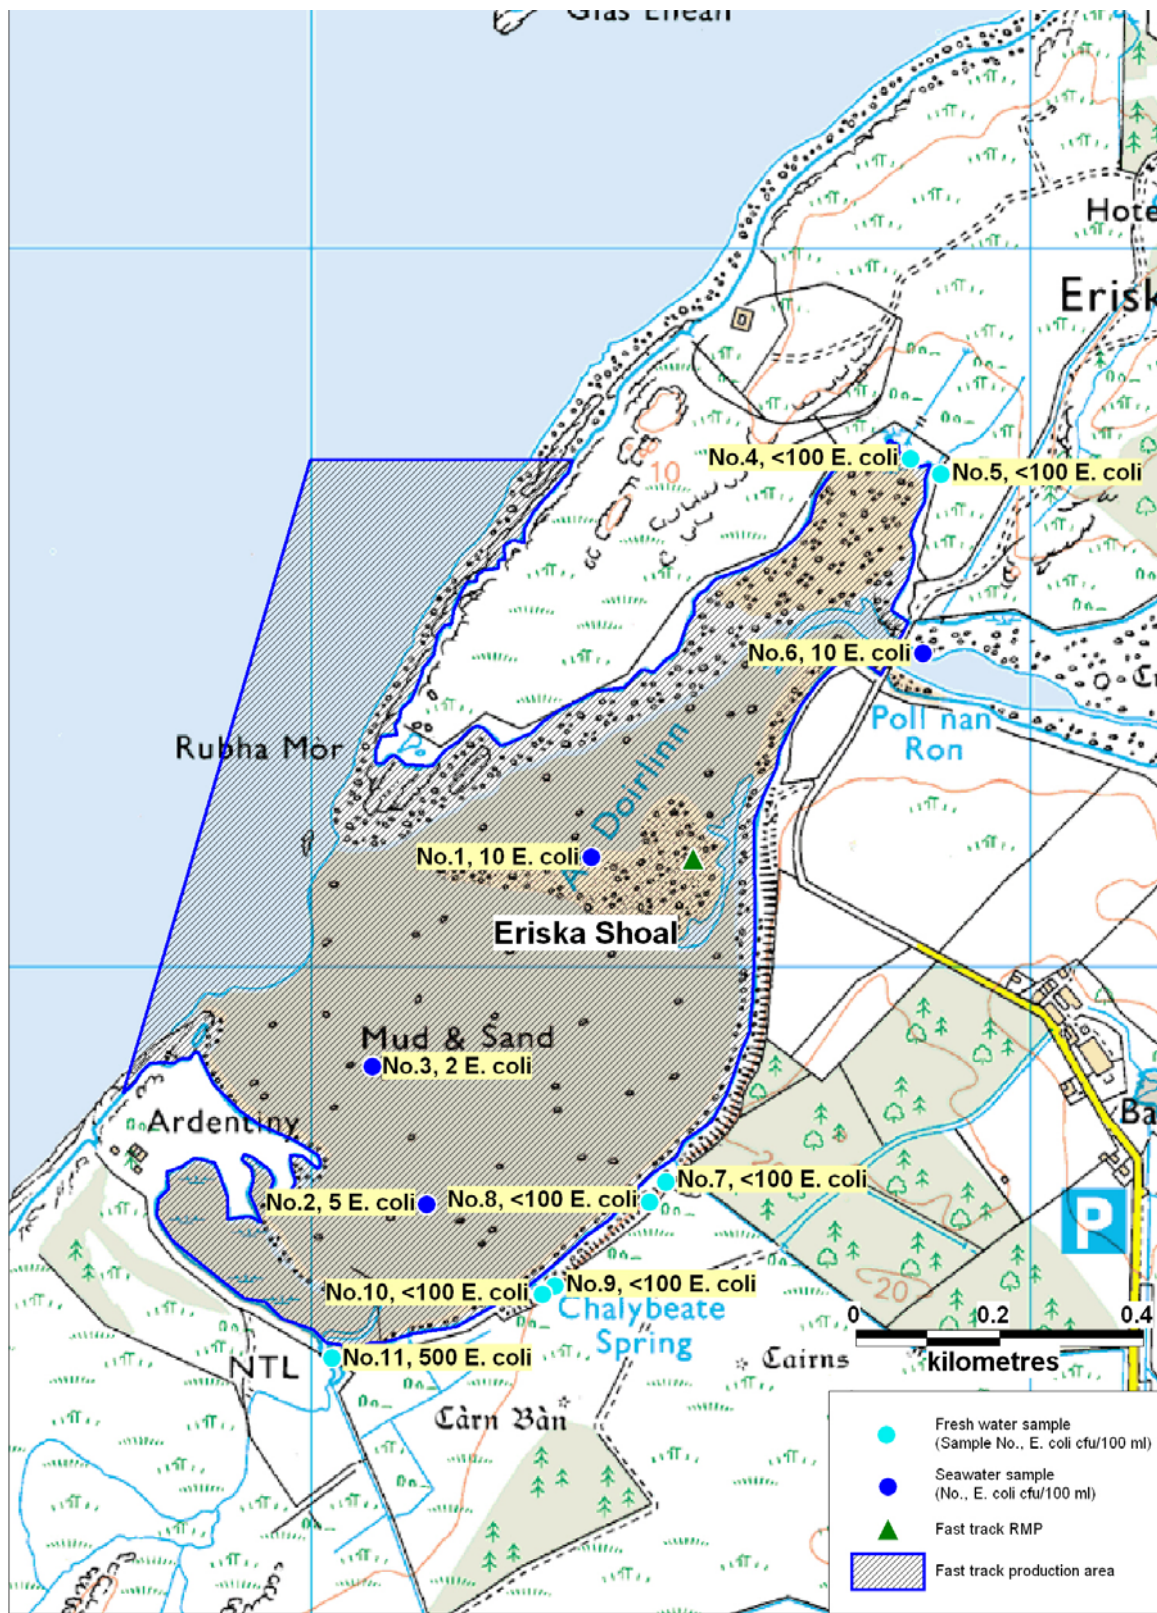 Glas Eilean
Hote
Erisk
No.4, <100 E. coli
10
No.5, <100 E. coli
No.6, 10 E. coli
Poll nan
Ron
Rubha Mòr
An Doirlinn
No.1, 10 E. coli
Eriska Shoal
Mud & Sand
No.3, 2 E. coli
Ardentiny
Ba
No.7, <100 E. coli
No.2, 5 E. coli
No.8, <100 E. coli
P
20
No.9, <100 E. coli
No.10, <100 E. coli
Chalybeate
Spring
0 0.2 0.4
kilometres
No.11, 500 E. coli
NTL
Cairns
Càrn Bàn
Fresh water sample
(Sample No., E. coli cfu/100 ml)
Seawater sample
(No., E. coli cfu/100 ml)
Fast track RMP
Fast track production area